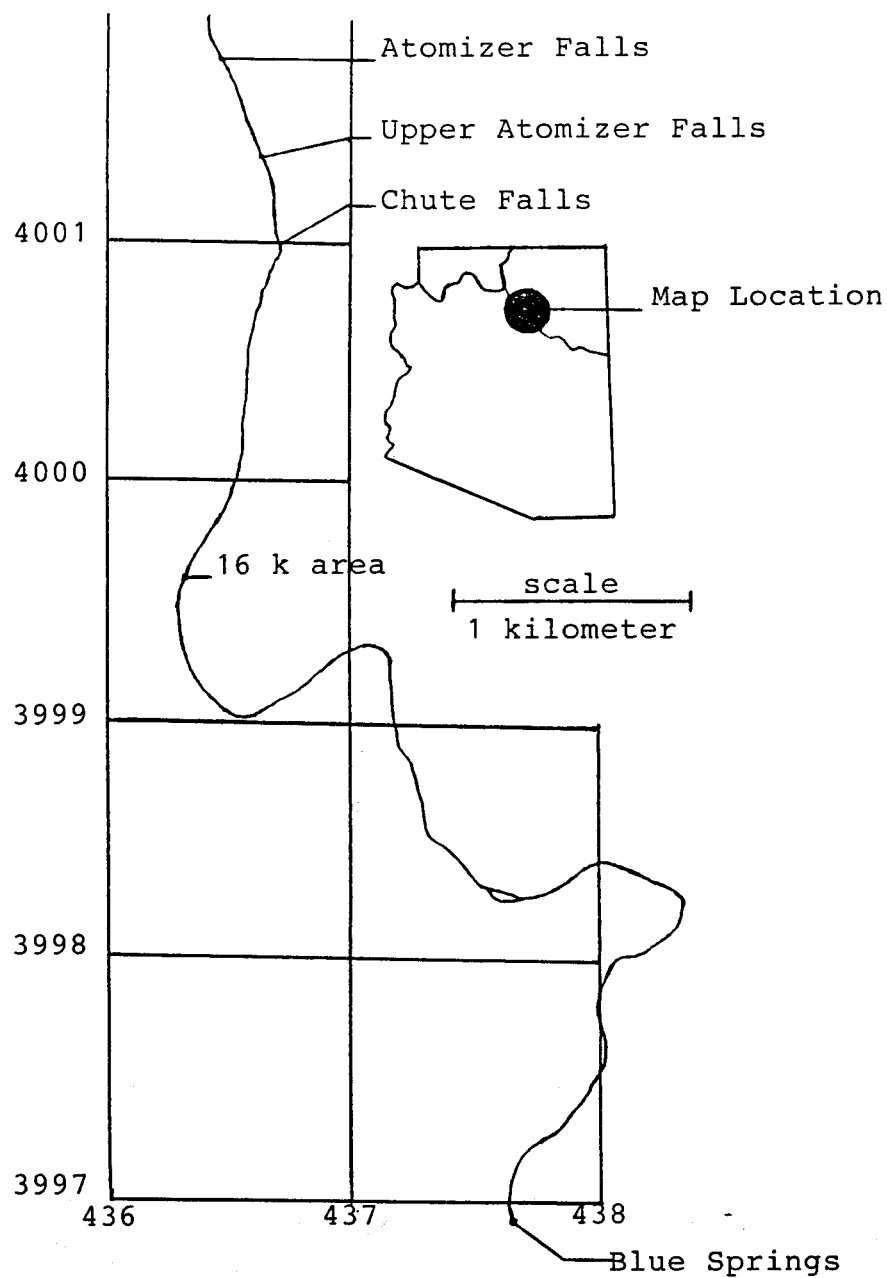 Atomizer Falls
Upper Atomizer Falls
Chute Falls
4001
Map Location
4000
16 k area
scale
1 kilometer
3999
3998
3997
436
437
438
Blue Springs